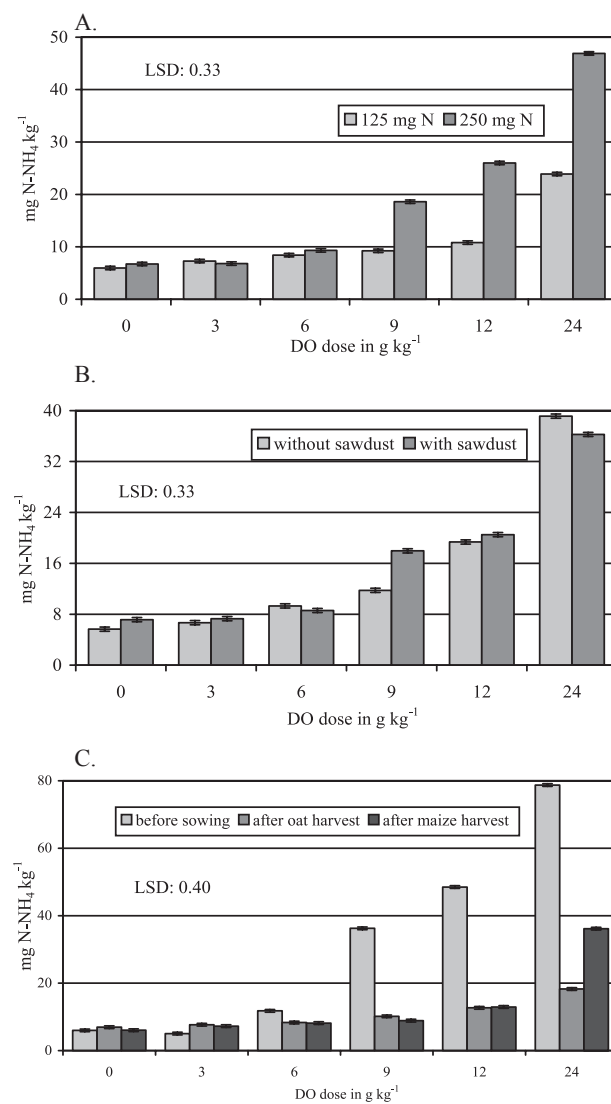 A.
50
40
30
20
10
0
mg N-NH₄ kg⁻¹
LSD: 0.33
125 mg N 250 mg N
0 3 6 9 12 24
DO dose in g kg⁻¹
B.
40
32
24
16
8
0
mg N-NH₄ kg⁻¹
without sawdust with sawdust
LSD: 0.33
0 3 6 9 12 24
DO dose in g kg⁻¹
C.
80
60
40
20
0
mg N-NH₄ kg⁻¹
before sowing after oat harvest after maize harvest
LSD: 0.40
0 3 6 9 12 24
DO dose in g kg⁻¹